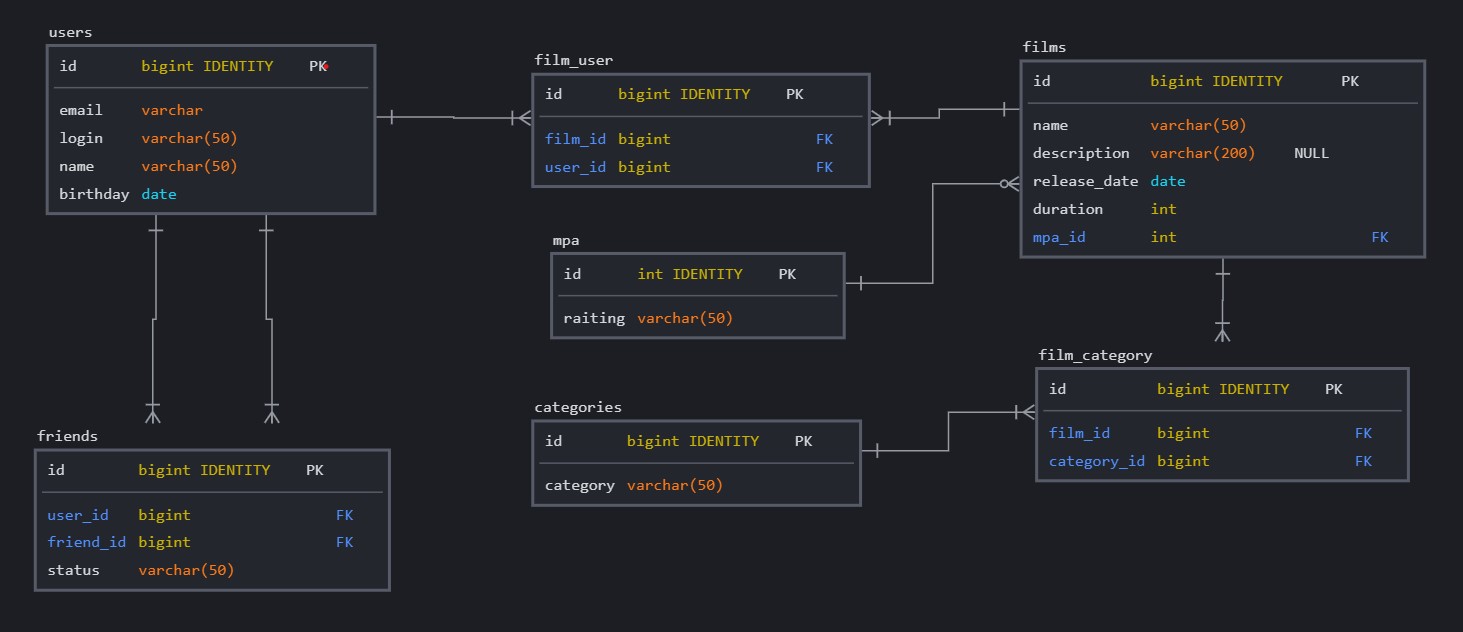 users
id bigint IDENTITY PK
email varchar
login varchar(50)
name varchar(50)
birthday date
film_user
id bigint IDENTITY PK
film_id bigint FK
user_id bigint FK
films
id bigint IDENTITY PK
name varchar(50)
description varchar(200) NULL
release_date date
duration int
mpa_id int FK
mpa
id int IDENTITY PK
raiting varchar(50)
categories
id bigint IDENTITY PK
category varchar(50)
film_category
id bigint IDENTITY PK
film_id bigint FK
category_id bigint FK
friends
id bigint IDENTITY PK
user_id bigint FK
friend_id bigint FK
status varchar(50)